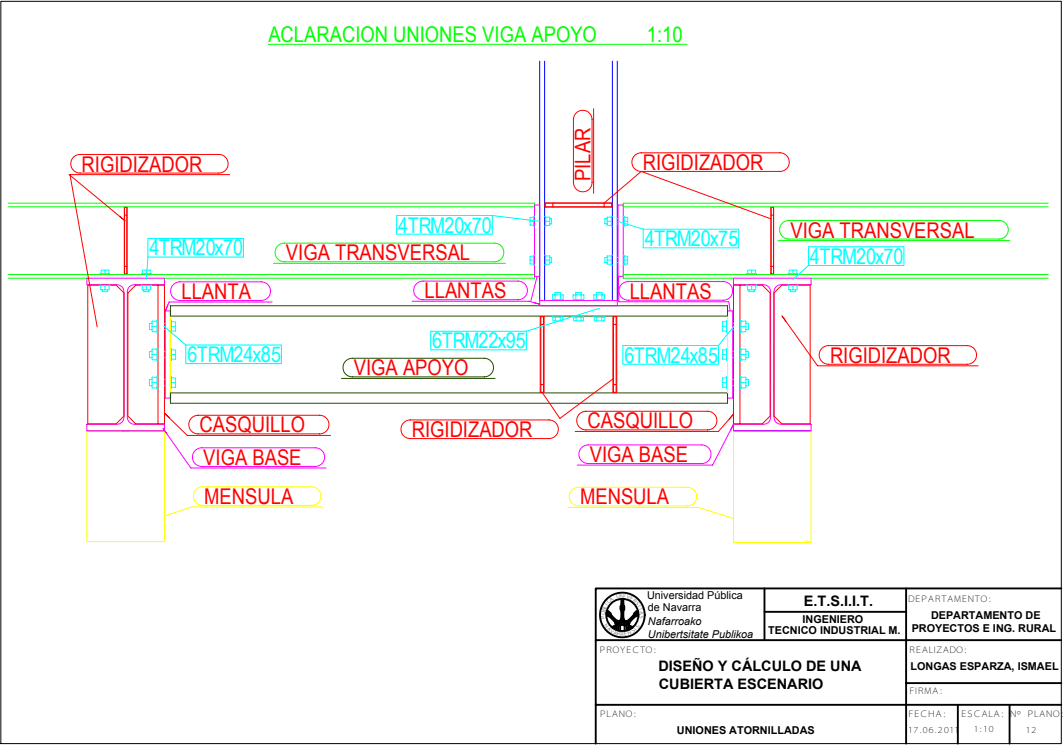 ACLARACION UNIONES VIGA APOYO 1:10
PILAR
RIGIDIZADOR
RIGIDIZADOR
4TRM20x70
4TRM20x75
VIGA TRANSVERSAL
4TRM20x70
VIGA TRANSVERSAL
4TRM20x70
LLANTA
LLANTAS
LLANTAS
6TRM24x85
6TRM22x95
6TRM24x85
RIGIDIZADOR
VIGA APOYO
CASQUILLO
RIGIDIZADOR
CASQUILLO
VIGA BASE
VIGA BASE
MENSULA
MENSULA
Universidad Pública
de Navarra
Nafarroako
Unibertsitate Publikoa
E.T.S.I.I.T.
INGENIERO
TECNICO INDUSTRIAL M.
DEPARTAMENTO:
DEPARTAMENTO DE
PROYECTOS E ING. RURAL
PROYECTO:
DISEÑO Y CÁLCULO DE UNA
CUBIERTA ESCENARIO
REALIZADO:
LONGAS ESPARZA, ISMAEL
FIRMA:
PLANO:
UNIONES ATORNILLADAS
FECHA:
17.06.2011
ESCALA:
1:10
Nº PLANO:
12